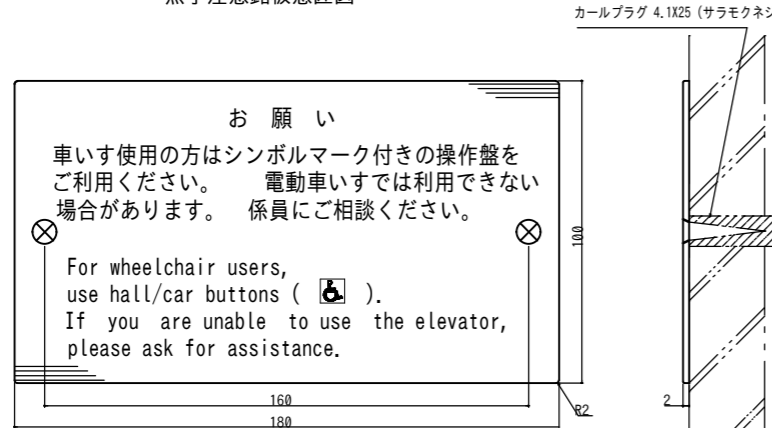 カールプラグ 4.1X25 (サラモクネジ
お 願 い
車いす使用の方はシンボルマーク付きの操作盤を
ご利用ください。 電動車いすでは利用できない
場合があります。 係員にご相談ください。
For wheelchair users,
use hall/car buttons ( ).
If you are unable to use the elevator,
please ask for assistance.
100
160
180
R2
2